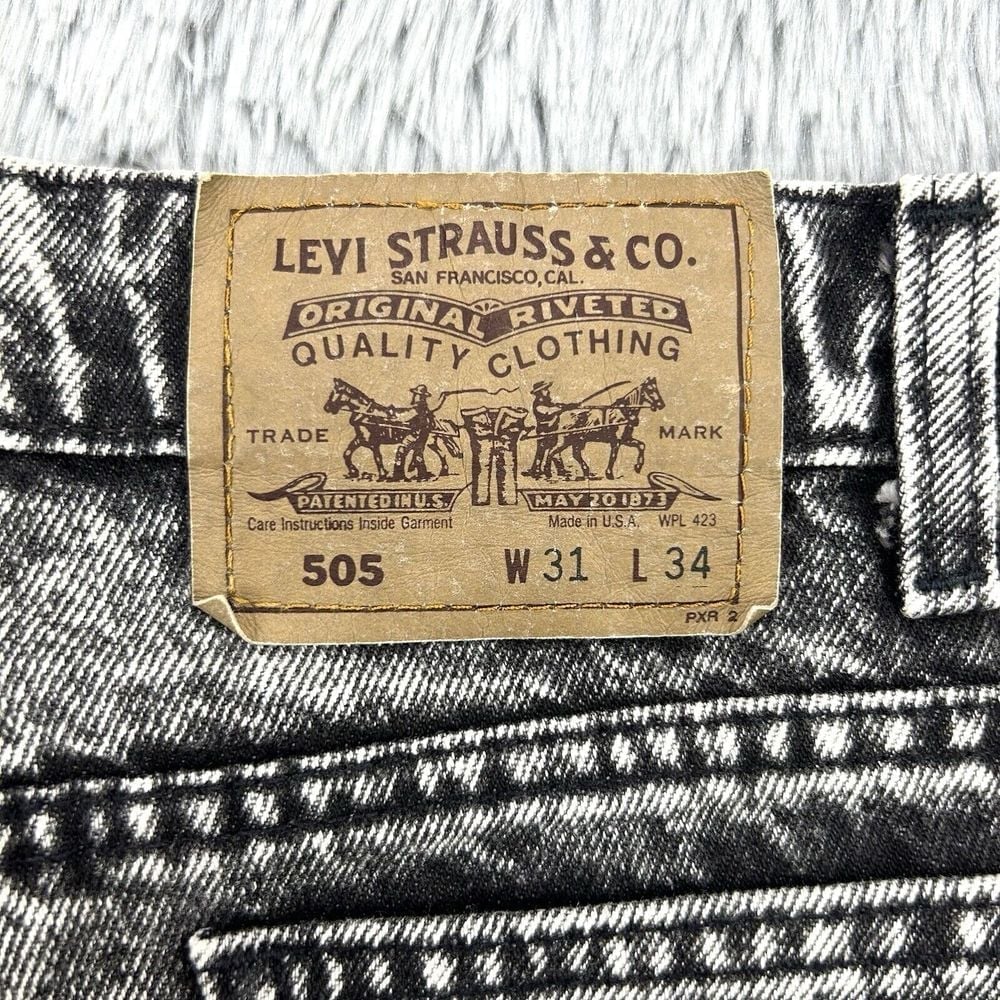 LEVI STRAUSS & CO.
SAN FRANCISCO, CAL.
ORIGINAL RIVETED
QUALITY CLOTHING
TRADE MARK
PATENTED IN U.S. MAY 20 1873
Care Instructions Inside Garment Made in U.S.A. WPL 423
505 W 31 L 34
PXR 2